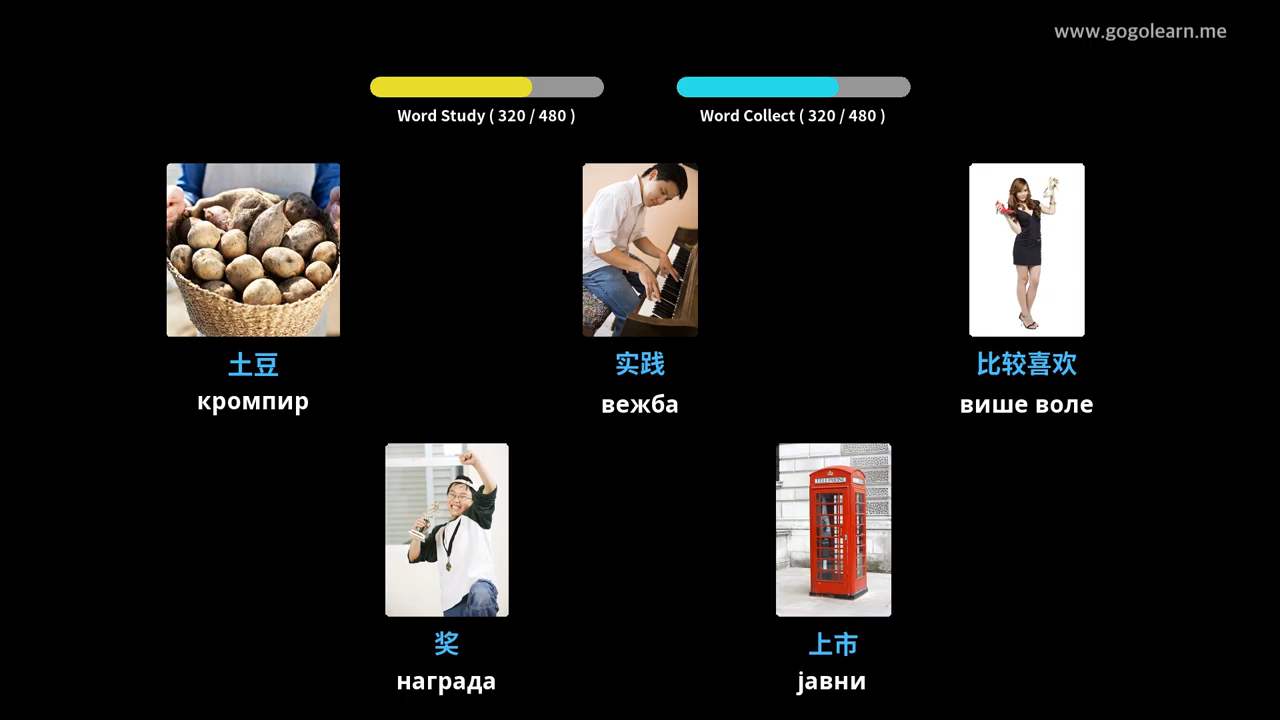 www.gogolearn.me
Word Study ( 320 / 480 )
Word Collect ( 320 / 480 )
土豆
кромпир
实践
вежба
比较喜欢
више воле
TELEPHONE
奖
награда
上市
јавни